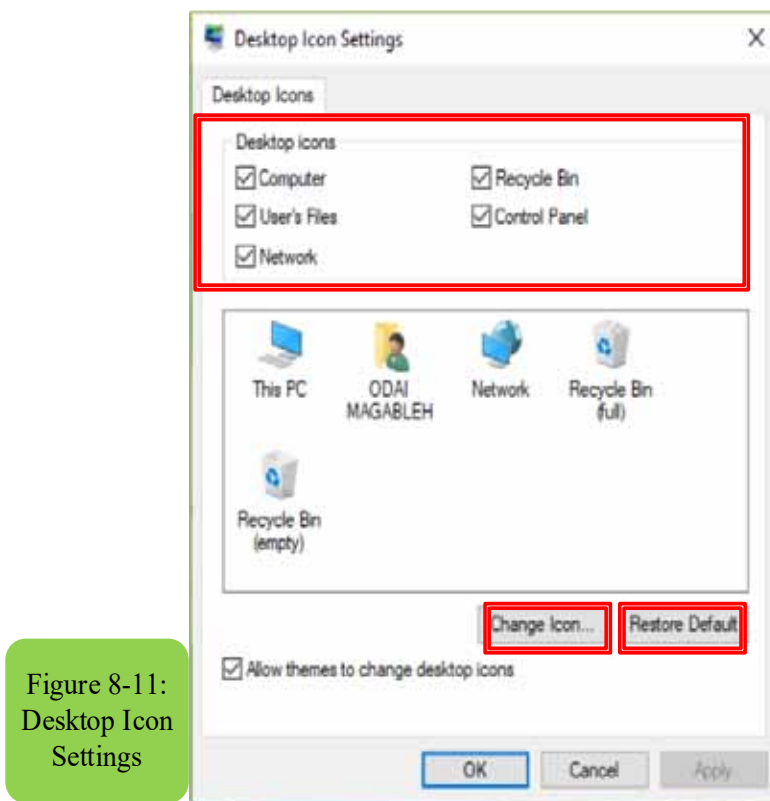 Desktop Icon Settings
Desktop Icons
Desktop icons
Computer
Recycle Bin
User's Files
Control Panel
Network
This PC
ODAI
MAGABLEH
Network
Recycle Bin
(full)
Recycle Bin
(empty)
Change Icon...
Restore Default
Allow themes to change desktop icons
OK
Cancel
Apply
Figure 8-11:
Desktop Icon
Settings